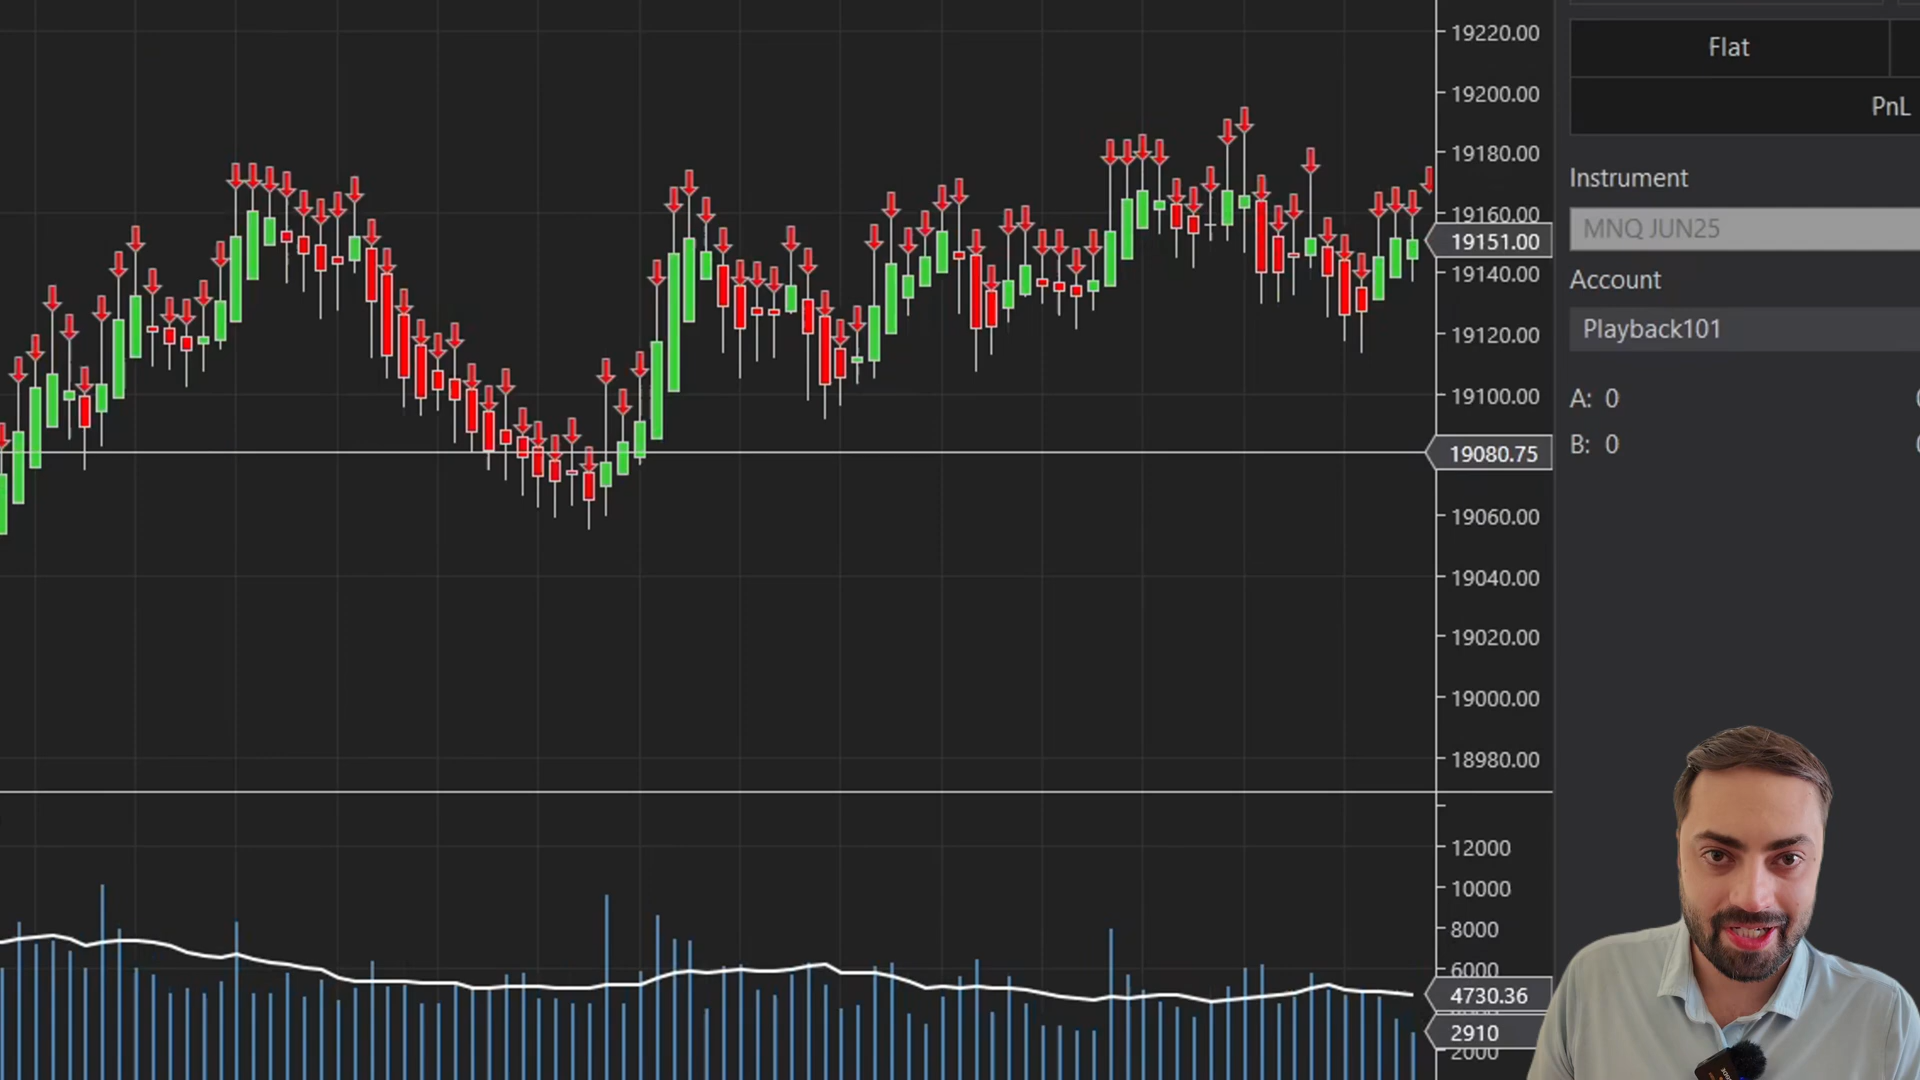 19220.00
19200.00
19180.00
19160.00
19151.00
19140.00
19120.00
19100.00
19080.75
19060.00
19040.00
19020.00
19000.00
18980.00
12000
10000
8000
6000
4730.36
2910
2000
Flat
PnL
Instrument
MNQ JUN25
Account
Playback101
A: 0
B: 0